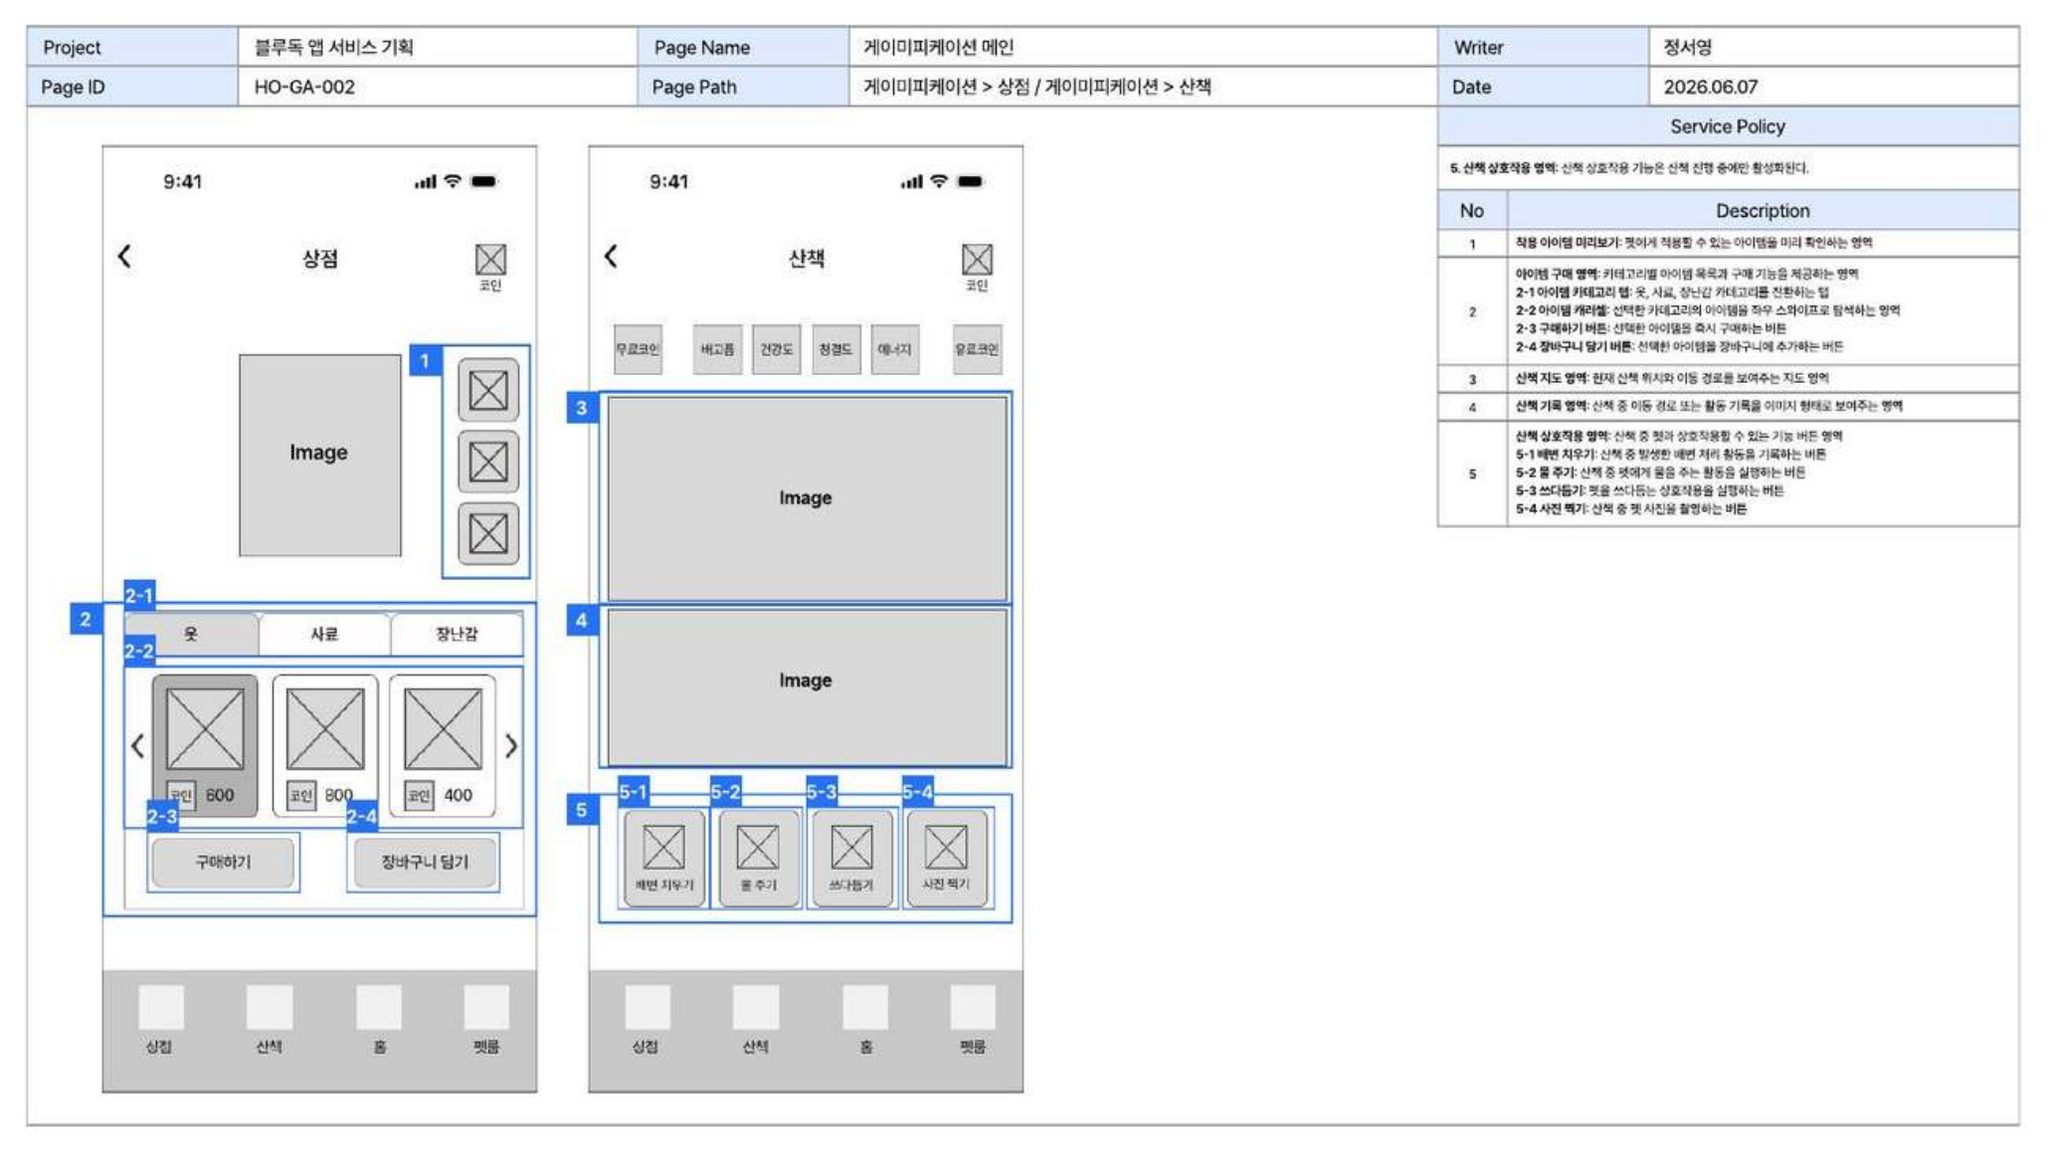 Project 블루독 앱 서비스 기획 Page Name 게이미피케이션 메인 Writer 정서영
Page ID HO-GA-002 Page Path 게이미피케이션 > 상점 / 게이미피케이션 > 산책 Date 2026.06.07
Service Policy
5. 산책 상호작용 영역: 산책 상호작용 기능은 산책 진행 중에만 활성화된다.
No Description
1 착용 아이템 미리보기: 펫에게 적용할 수 있는 아이템을 미리 확인하는 영역
2
아이템 구매 영역: 카테고리별 아이템 목록과 구매 기능을 제공하는 영역
2-1 아이템 카테고리 탭: 옷, 사료, 장난감 카테고리를 전환하는 탭
2-2 아이템 캐러셀: 선택한 카테고리의 아이템을 좌우 스와이프로 탐색하는 영역
2-3 구매하기 버튼: 선택한 아이템을 즉시 구매하는 버튼
2-4 장바구니 담기 버튼: 선택한 아이템을 장바구니에 추가하는 버튼
3 산책 지도 영역: 현재 산책 위치와 이동 경로를 보여주는 지도 영역
4 산책 기록 영역: 산책 중 이동 경로 또는 활동 기록을 이미지 형태로 보여주는 영역
5
산책 상호작용 영역: 산책 중 펫과 상호작용할 수 있는 기능 버튼 영역
5-1 배변 치우기: 산책 중 발생한 배변 처리 활동을 기록하는 버튼
5-2 물 주기: 산책 중 펫에게 물을 주는 활동을 실행하는 버튼
5-3 쓰다듬기: 펫을 쓰다듬는 상호작용을 실행하는 버튼
5-4 사진 찍기: 산책 중 펫 사진을 촬영하는 버튼
9:41
상점
코인
1
Image
2
2-1
옷 사료 장난감
2-2
코인 600 코인 800 코인 400
2-3 2-4
구매하기 장바구니 담기
상점 산책 홈 펫룸
9:41
산책
코인
무료코인 배고픔 건강도 청결도 에너지 유료코인
3
Image
4
Image
5
5-1 5-2 5-3 5-4
배변 치우기 물 주기 쓰다듬기 사진 찍기
상점 산책 홈 펫룸